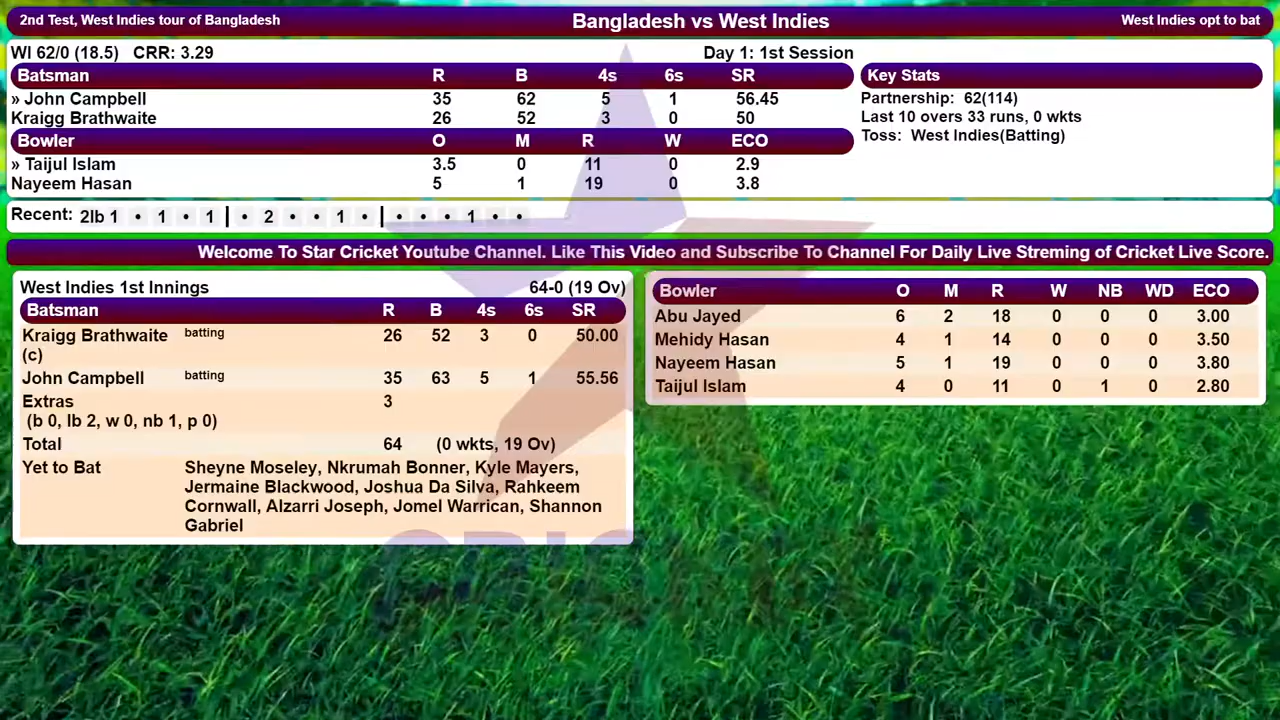 2nd Test, West Indies tour of Bangladesh Bangladesh vs West Indies West Indies opt to bat
WI 62/0 (18.5) CRR: 3.29 Day 1: 1st Session
Batsman R B 4s 6s SR
» John Campbell 35 62 5 1 56.45
Kraigg Brathwaite 26 52 3 0 50
Bowler O M R W ECO
» Taijul Islam 3.5 0 11 0 2.9
Nayeem Hasan 5 1 19 0 3.8
Key Stats
Partnership: 62(114)
Last 10 overs 33 runs, 0 wkts
Toss: West Indies(Batting)
Recent: 2lb 1 • 1 • 1 | • 2 • • 1 • | • • • 1 • •
Welcome To Star Cricket Youtube Channel. Like This Video and Subscribe To Channel For Daily Live Streming of Cricket Live Score.
West Indies 1st Innings 64-0 (19 Ov)
Batsman R B 4s 6s SR
Kraigg Brathwaite batting 26 52 3 0 50.00
(c)
John Campbell batting 35 63 5 1 55.56
Extras 3
(b 0, lb 2, w 0, nb 1, p 0)
Total 64 (0 wkts, 19 Ov)
Yet to Bat Sheyne Moseley, Nkrumah Bonner, Kyle Mayers,
Jermaine Blackwood, Joshua Da Silva, Rahkeem
Cornwall, Alzarri Joseph, Jomel Warrican, Shannon
Gabriel
Bowler O M R W NB WD ECO
Abu Jayed 6 2 18 0 0 0 3.00
Mehidy Hasan 4 1 14 0 0 0 3.50
Nayeem Hasan 5 1 19 0 0 0 3.80
Taijul Islam 4 0 11 0 1 0 2.80